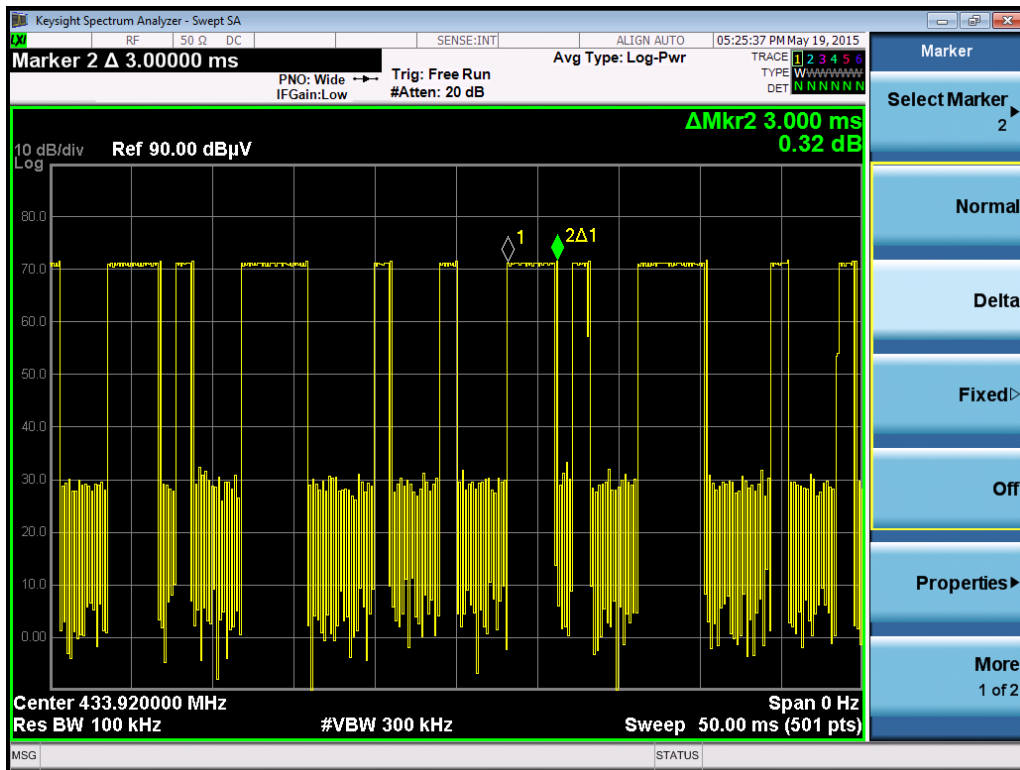 Keysight Spectrum Analyzer - Swept SA
LXI RF 50 Ω DC SENSE:INT ALIGN AUTO 05:25:37 PM May 19, 2015
Marker 2 Δ 3.00000 ms
PNO: Wide
IFGain:Low
Trig: Free Run
#Atten: 20 dB
Avg Type: Log-Pwr
TRACE 1 2 3 4 5 6
TYPE WWWWWWW
DET N N N N N N
ΔMkr2 3.000 ms
0.32 dB
10 dB/div Ref 90.00 dBµV
Log
80.0
70.0
60.0
50.0
40.0
30.0
20.0
10.0
0.00
1
2Δ1
Center 433.920000 MHz Span 0 Hz
Res BW 100 kHz #VBW 300 kHz Sweep 50.00 ms (501 pts)
MSG STATUS
Marker
Select Marker
2
Normal
Delta
Fixed
Off
Properties
More
1 of 2